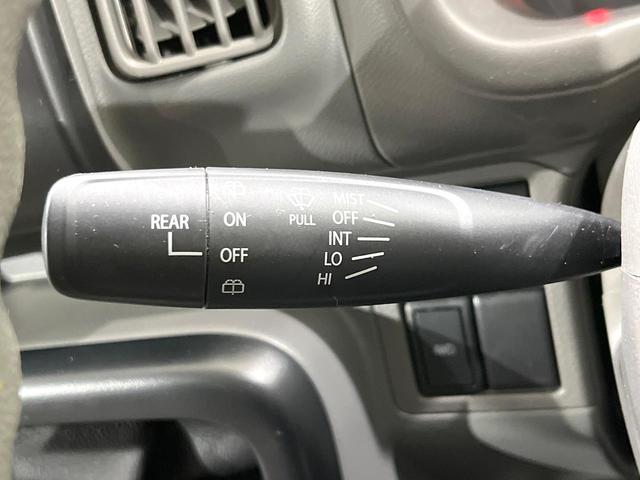 REAR
ON
OFF
PULL
MIST
OFF
INT
LO
HI